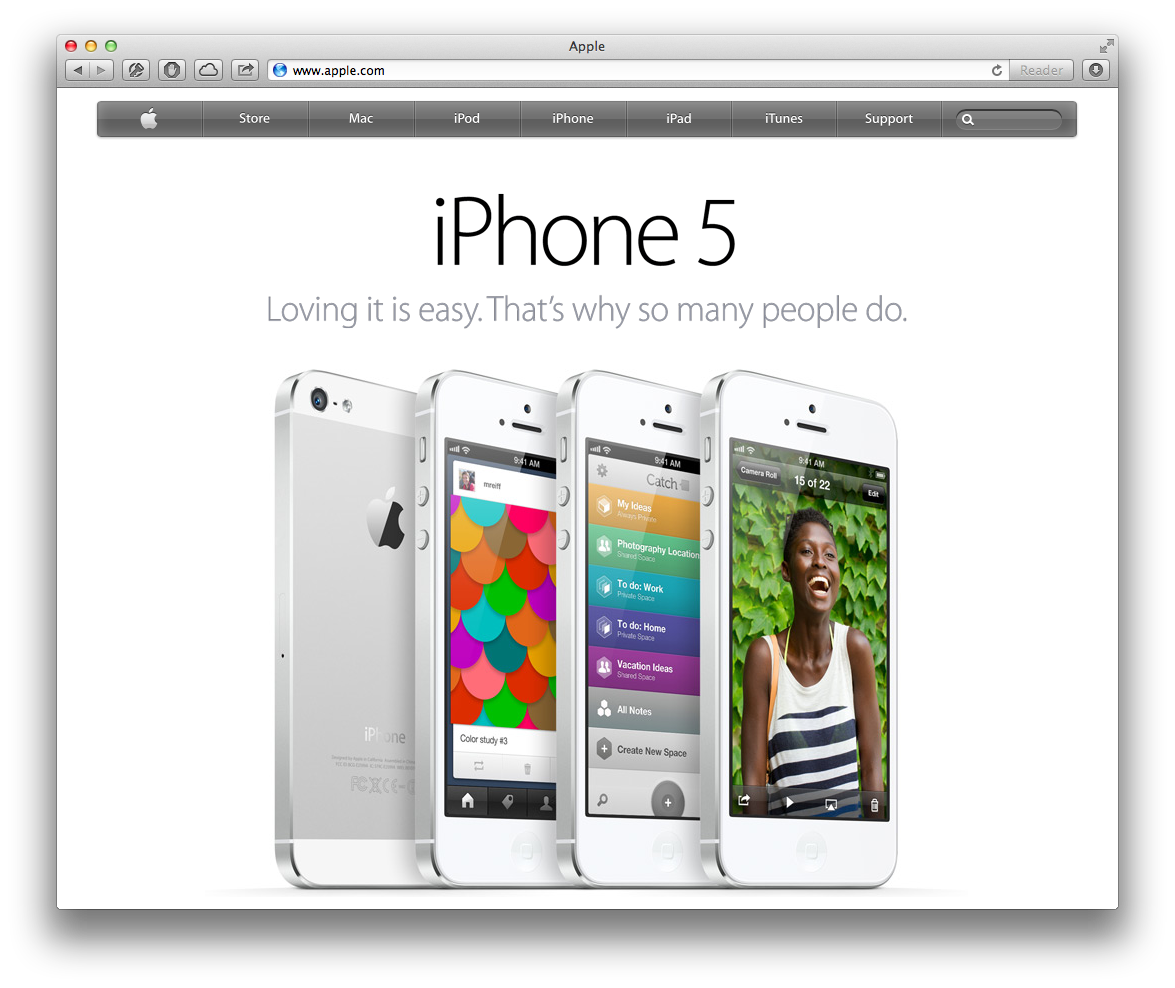 Apple
www.apple.com
Reader
Store Mac iPod iPhone iPad iTunes Support
iPhone 5
Loving it is easy. That's why so many people do.
iPhone
9:41 AM
mreiff
Color study #3
9:41 AM
Catch
My Ideas
Always Private
Photography Location
Shared Space
To do: Work
Private Space
To do: Home
Private Space
Vacation Ideas
Shared Space
All Notes
Create New Space
9:41 AM
Camera Roll
15 of 22
Edit